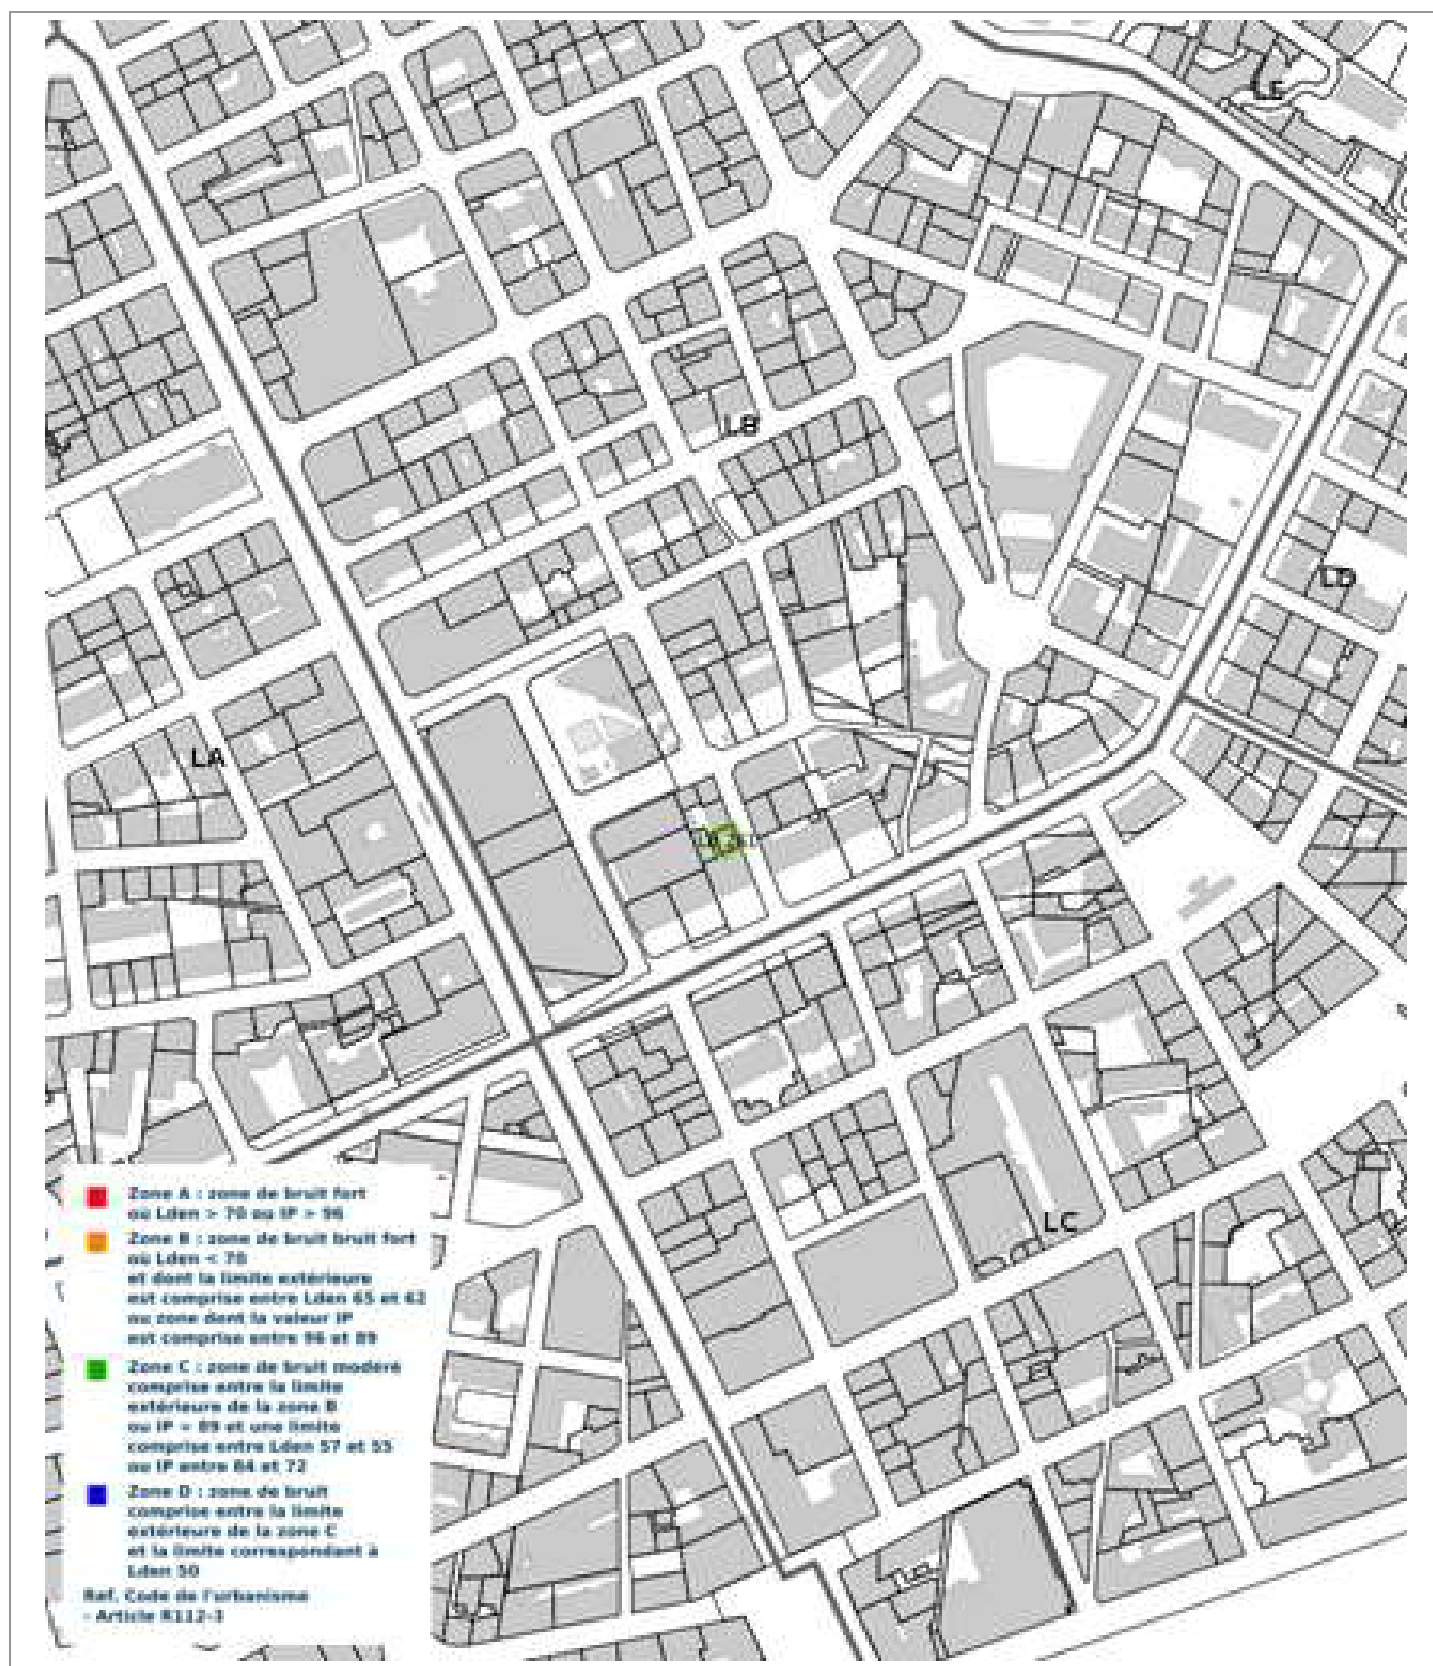 LE
LB
LD
LA
LC
Zone A : zone de bruit fort
où Lden > 70 ou IP > 96
Zone B : zone de bruit bruit fort
où Lden < 70
et dont la limite extérieure
est comprise entre Lden 65 et 62
ou zone dont la valeur IP
est comprise entre 96 et 89
Zone C : zone de bruit modéré
comprise entre la limite
extérieure de la zone B
ou IP = 89 et une limite
comprise entre Lden 57 et 55
ou IP entre 84 et 72
Zone D : zone de bruit
comprise entre la limite
extérieure de la zone C
et la limite correspondant à
Lden 50
Ref. Code de l'urbanisme
- Article R112-3